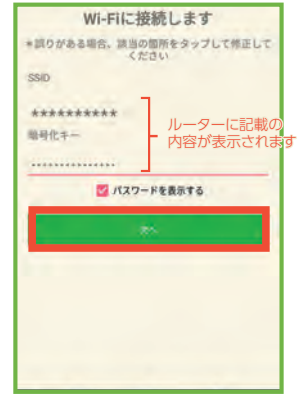 Wi-Fiに接続します
*誤りがある場合、該当の箇所をタップして修正して
ください
SSID
**********
暗号化キー
ルーターに記載の
内容が表示されます
...............
パスワードを表示する
次へ